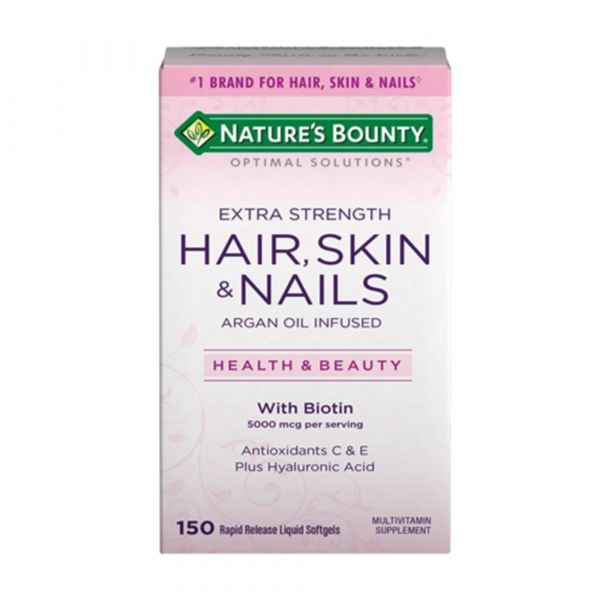 #1 BRAND FOR HAIR, SKIN & NAILS◊
NATURE'S BOUNTY®
OPTIMAL SOLUTIONS®
EXTRA STRENGTH
HAIR, SKIN
& NAILS
ARGAN OIL INFUSED
HEALTH & BEAUTY
With Biotin
5000 mcg per serving
Antioxidants C & E
Plus Hyaluronic Acid
150 Rapid Release Liquid Softgels
MULTIVITAMIN
SUPPLEMENT